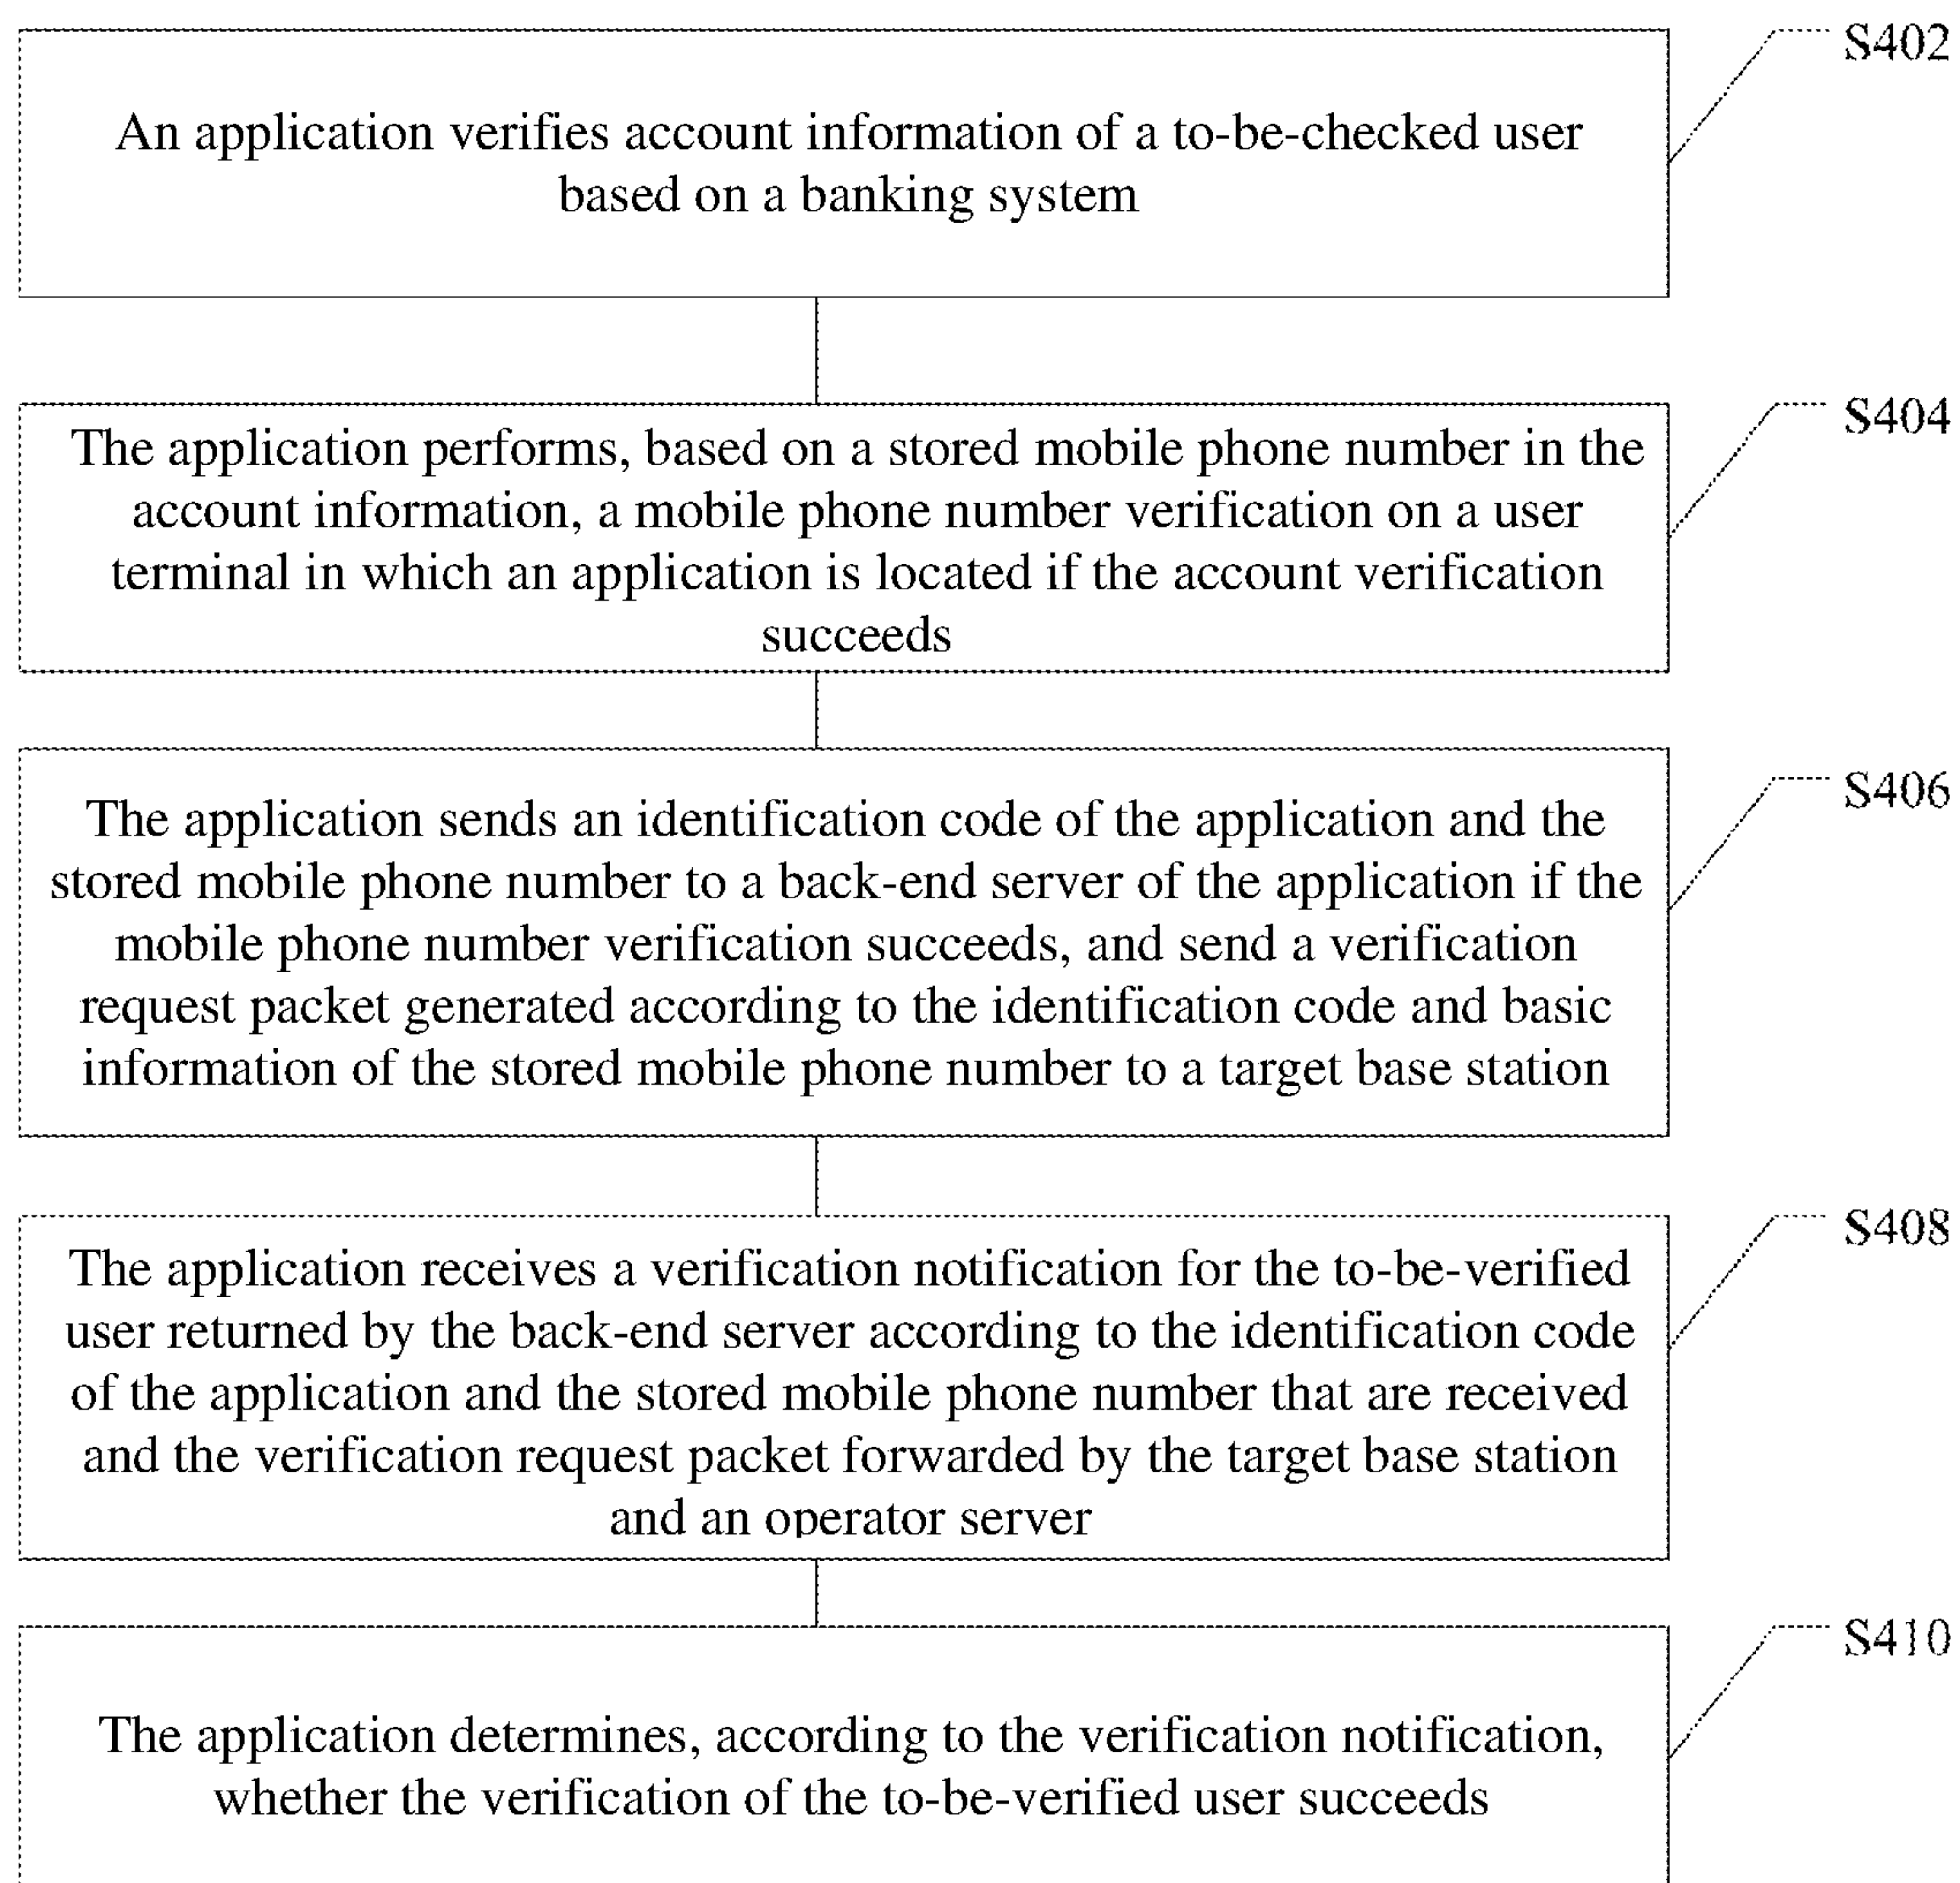 S402
An application verifies account information of a to-be-checked user
based on a banking system
S404
The application performs, based on a stored mobile phone number in the
account information, a mobile phone number verification on a user
terminal in which an application is located if the account verification
succeeds
S406
The application sends an identification code of the application and the
stored mobile phone number to a back-end server of the application if the
mobile phone number verification succeeds, and send a verification
request packet generated according to the identification code and basic
information of the stored mobile phone number to a target base station
S408
The application receives a verification notification for the to-be-verified
user returned by the back-end server according to the identification code
of the application and the stored mobile phone number that are received
and the verification request packet forwarded by the target base station
and an operator server
S410
The application determines, according to the verification notification,
whether the verification of the to-be-verified user succeeds